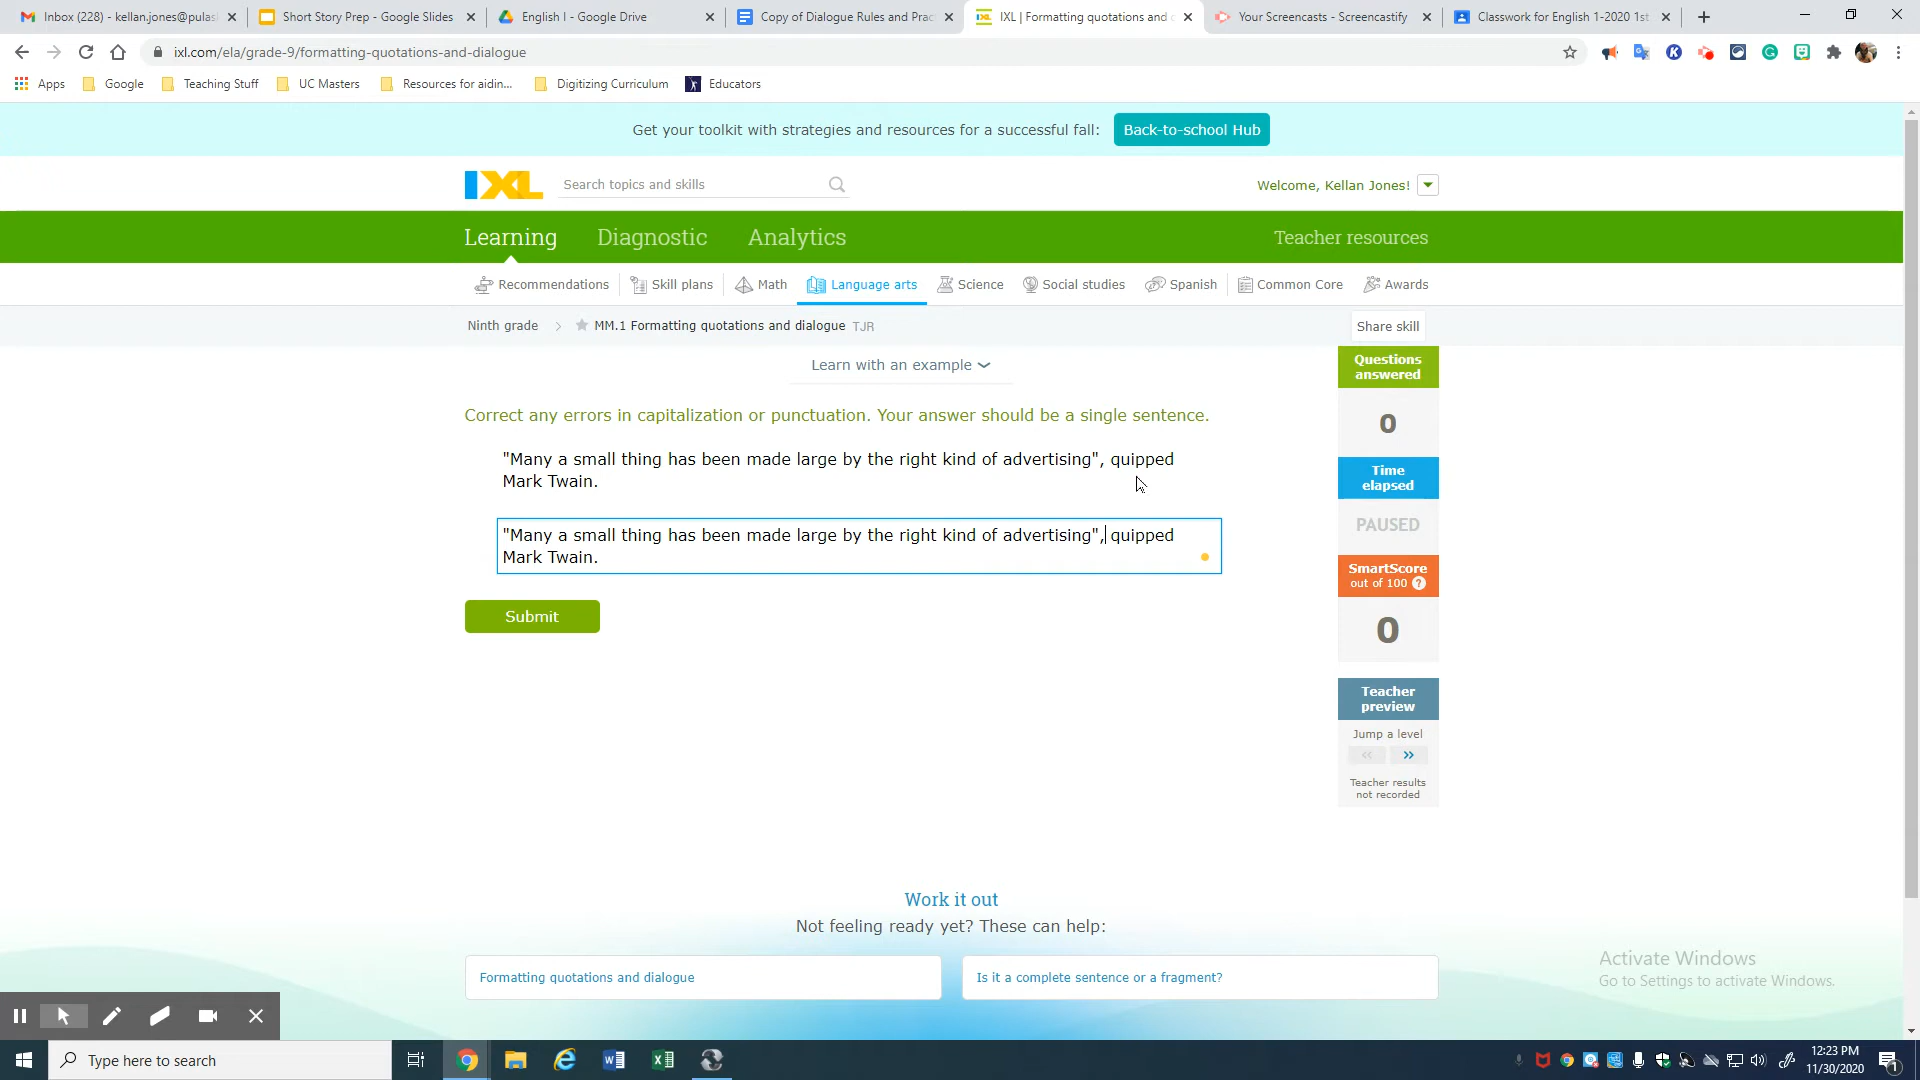 Inbox (228) - kellan.jones@pulask
Short Story Prep - Google Slides
English I - Google Drive
Copy of Dialogue Rules and Prac
IXL | Formatting quotations and d
Your Screencasts - Screencastify
Classwork for English 1-2020 1st
ixl.com/ela/grade-9/formatting-quotations-and-dialogue
Apps Google Teaching Stuff UC Masters Resources for aidin... Digitizing Curriculum Educators
Get your toolkit with strategies and resources for a successful fall: Back-to-school Hub
IXL Search topics and skills Welcome, Kellan Jones!
Learning Diagnostic Analytics Teacher resources
Recommendations Skill plans Math Language arts Science Social studies Spanish Common Core Awards
Ninth grade > MM.1 Formatting quotations and dialogue TJR Share skill
Learn with an example
Correct any errors in capitalization or punctuation. Your answer should be a single sentence.
"Many a small thing has been made large by the right kind of advertising", quipped
Mark Twain.
"Many a small thing has been made large by the right kind of advertising", quipped
Mark Twain.
Submit
Questions
answered
0
Time
elapsed
PAUSED
SmartScore
out of 100 ?
0
Teacher
preview
Jump a level
<< >>
Teacher results
not recorded
Work it out
Not feeling ready yet? These can help:
Formatting quotations and dialogue
Is it a complete sentence or a fragment?
Activate Windows
Go to Settings to activate Windows.
Type here to search
12:23 PM
11/30/2020
1